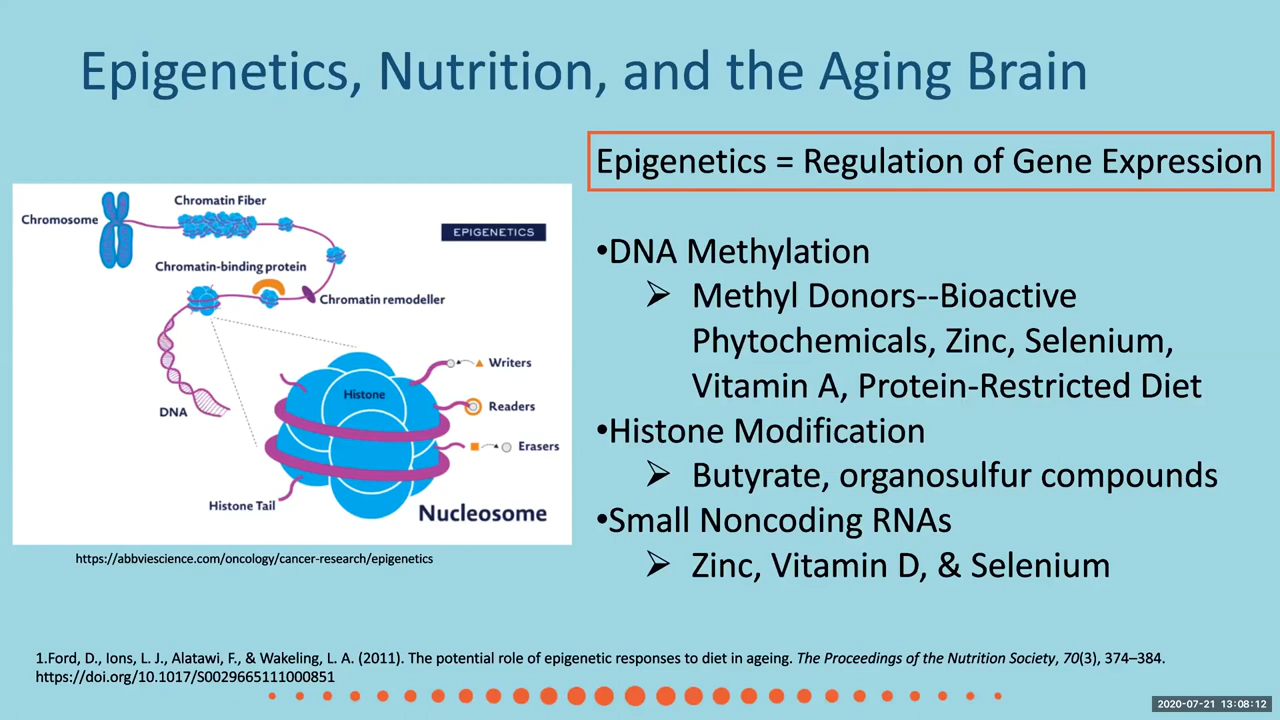 Epigenetics, Nutrition, and the Aging Brain
Epigenetics = Regulation of Gene Expression
Chromosome
Chromatin Fiber
EPIGENETICS
Chromatin-binding protein
Chromatin remodeller
DNA
Histone
Writers
Readers
Erasers
Histone Tail
Nucleosome
https://abbviescience.com/oncology/cancer-research/epigenetics
•DNA Methylation
➢ Methyl Donors--Bioactive
Phytochemicals, Zinc, Selenium,
Vitamin A, Protein-Restricted Diet
•Histone Modification
➢ Butyrate, organosulfur compounds
•Small Noncoding RNAs
➢ Zinc, Vitamin D, & Selenium
1.Ford, D., Ions, L. J., Alatawi, F., & Wakeling, L. A. (2011). The potential role of epigenetic responses to diet in ageing. The Proceedings of the Nutrition Society, 70(3), 374–384.
https://doi.org/10.1017/S0029665111000851
2020-07-21 13:08:12